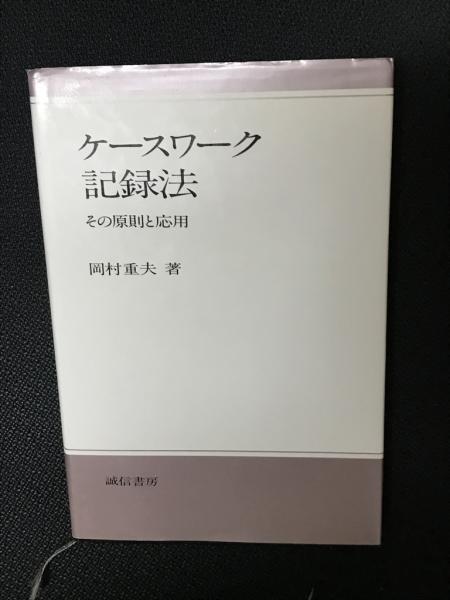 ケースワーク
記録法
その原則と応用
岡村重夫 著
誠信書房